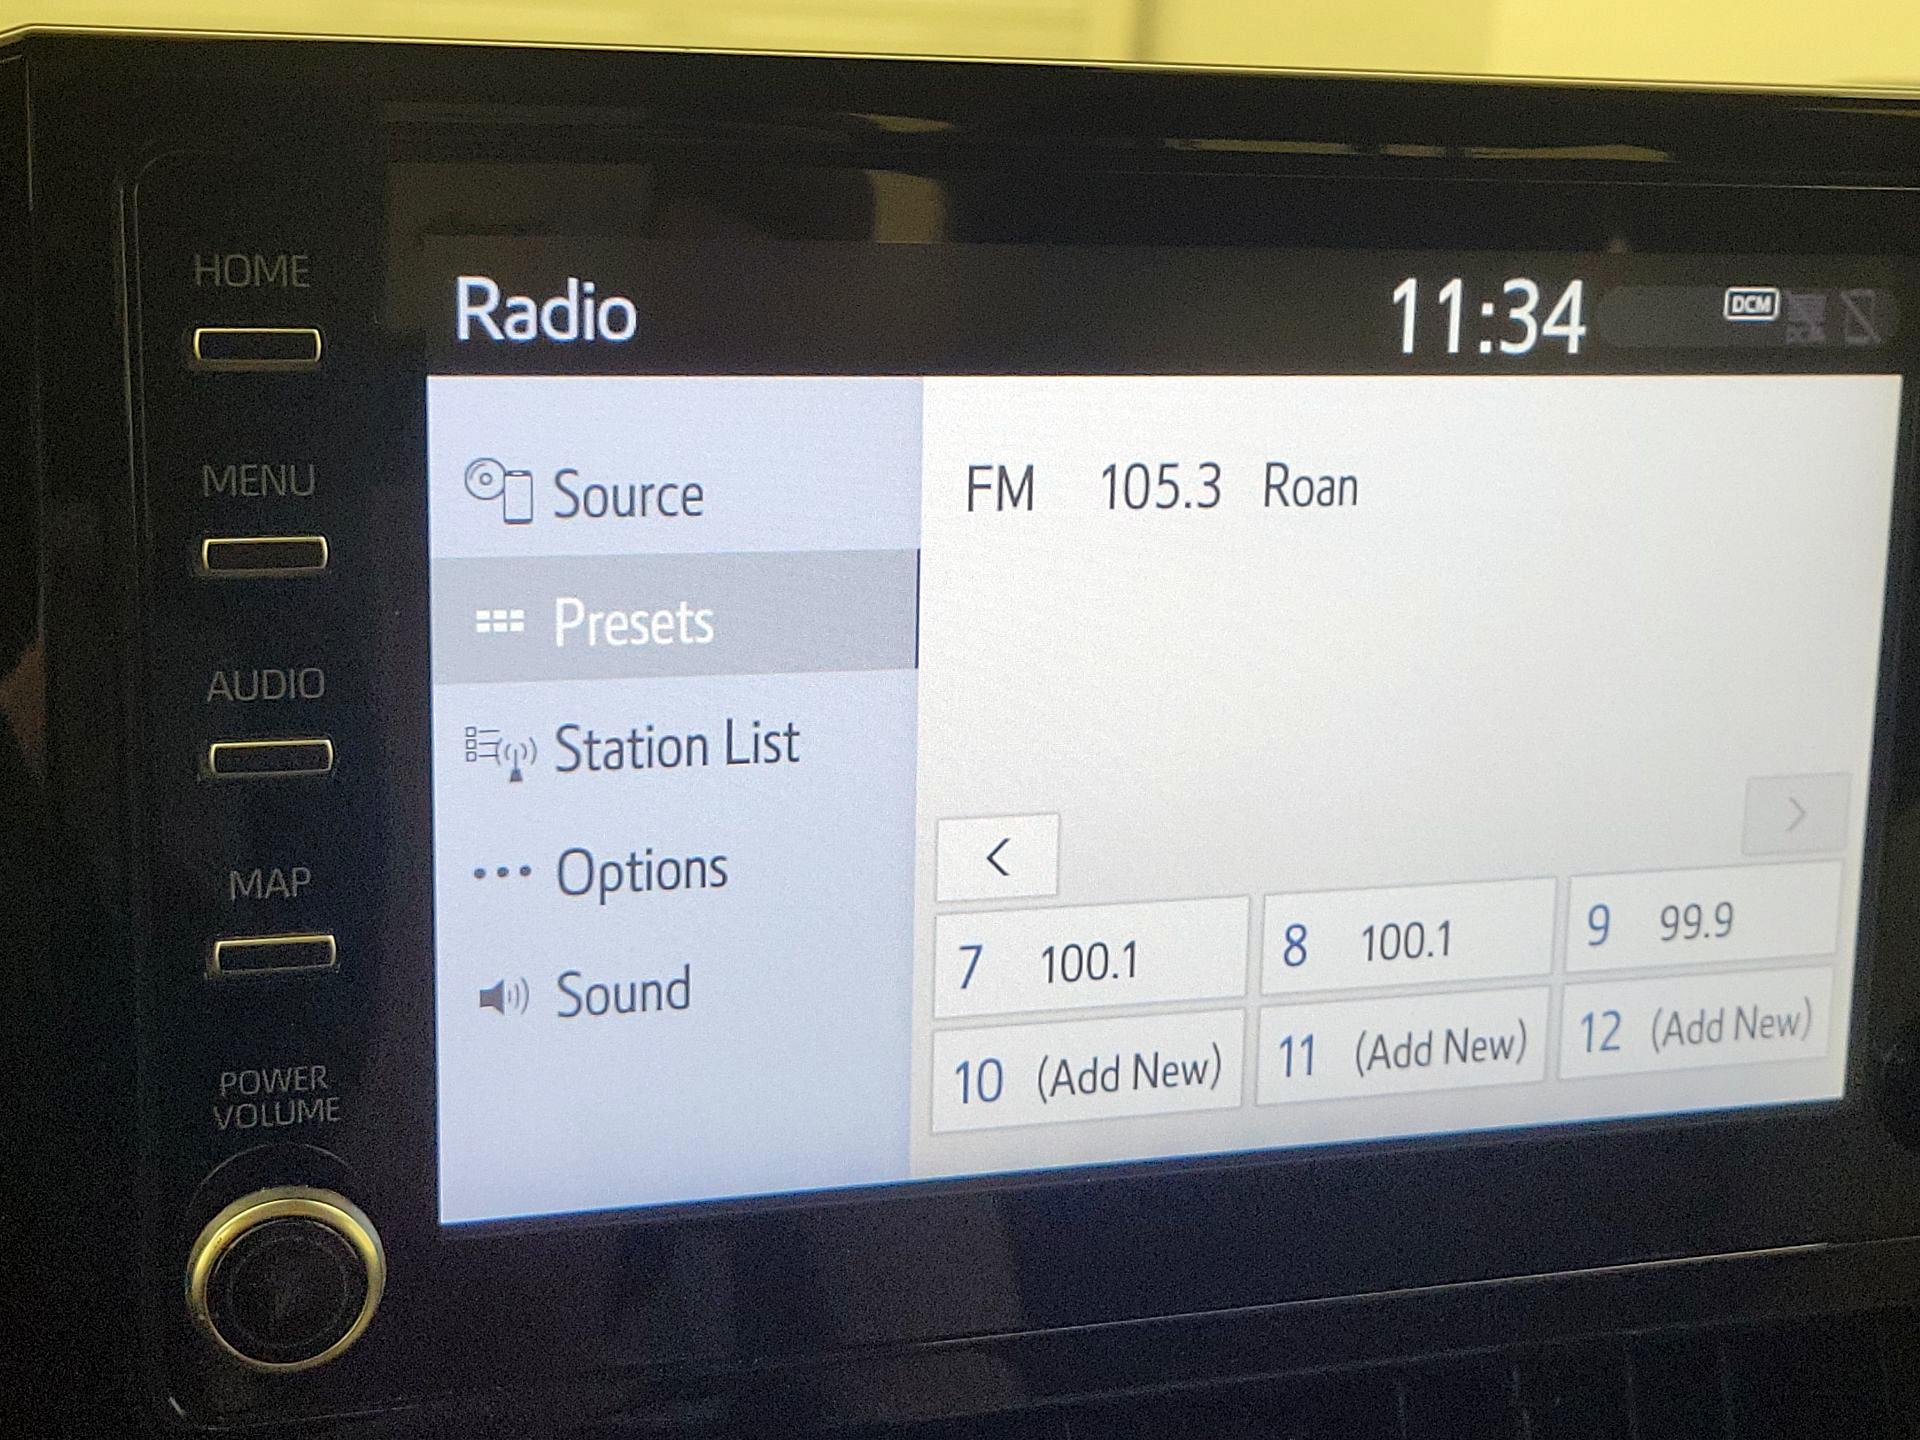 HOME
MENU
AUDIO
MAP
POWER
VOLUME
Radio
11:34
DCM
Source
Presets
Station List
Options
Sound
FM 105.3 Roan
<
>
7 100.1
8 100.1
9 99.9
10 (Add New)
11 (Add New)
12 (Add New)